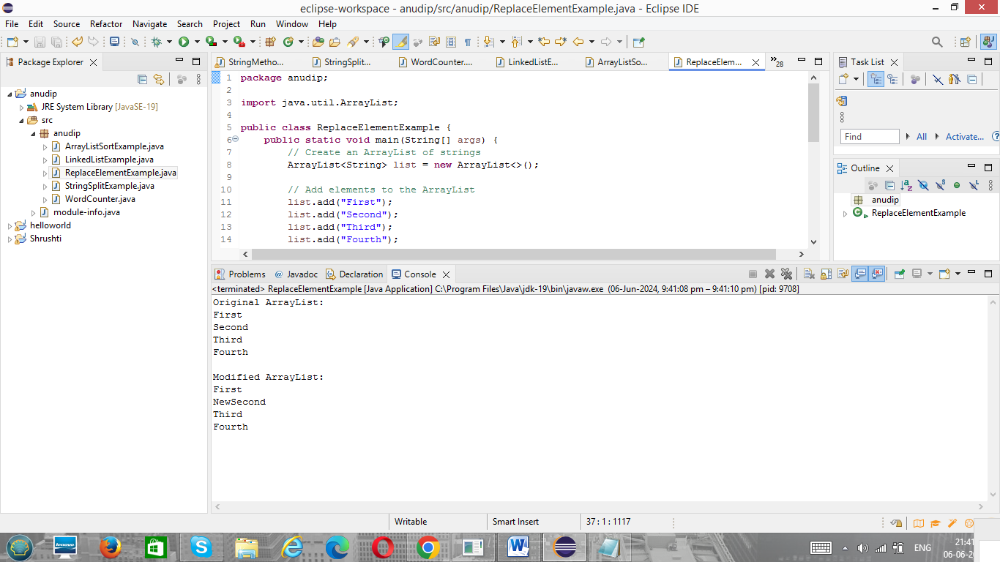 eclipse-workspace - anudip/src/anudip/ReplaceElementExample.java - Eclipse IDE
File Edit Source Refactor Navigate Search Project Run Window Help
Package Explorer
anudip
JRE System Library [JavaSE-19]
src
anudip
ArrayListSortExample.java
LinkedListExample.java
ReplaceElementExample.java
StringSplitExample.java
WordCounter.java
module-info.java
helloworld
Shrushti
StringMetho... StringSplit... WordCounter.... LinkedListE... ArrayListSo... ReplaceElem... »28
1 package anudip;
2
3 import java.util.ArrayList;
4
5 public class ReplaceElementExample {
6 public static void main(String[] args) {
7 // Create an ArrayList of strings
8 ArrayList<String> list = new ArrayList<>();
9
10 // Add elements to the ArrayList
11 list.add("First");
12 list.add("Second");
13 list.add("Third");
14 list.add("Fourth");
Task List
Find All Activate...
Outline
anudip
ReplaceElementExample
Problems @ Javadoc Declaration Console
<terminated> ReplaceElementExample [Java Application] C:\Program Files\Java\jdk-19\bin\javaw.exe (06-Jun-2024, 9:41:08 pm – 9:41:10 pm) [pid: 9708]
Original ArrayList:
First
Second
Third
Fourth
Modified ArrayList:
First
NewSecond
Third
Fourth
Writable Smart Insert 37 : 1 : 1117
lenovo
ENG
21:41
06-06-2